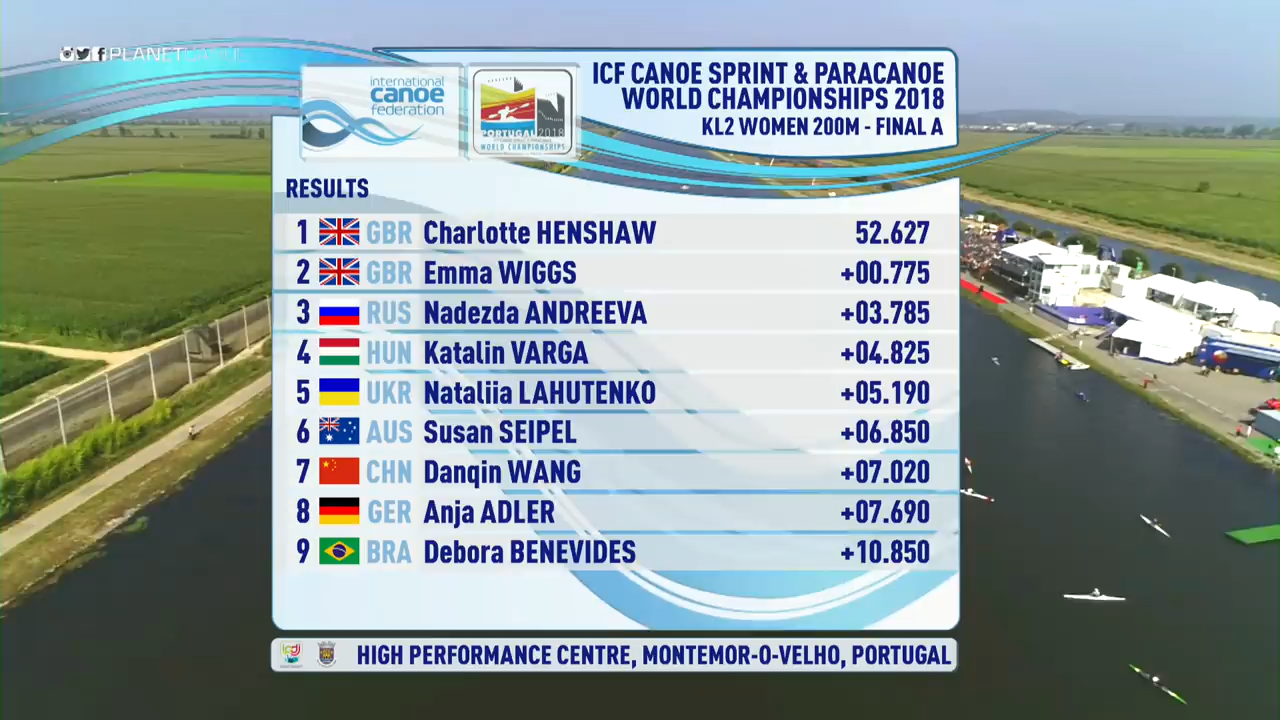 PLANET
international
canoe
federation
PORTUGAL 2018
WORLD CHAMPIONSHIPS
ICF CANOE SPRINT & PARACANOE
WORLD CHAMPIONSHIPS 2018
KL2 WOMEN 200M - FINAL A
RESULTS
1 GBR Charlotte HENSHAW 52.627
2 GBR Emma WIGGS +00.775
3 RUS Nadezda ANDREEVA +03.785
4 HUN Katalin VARGA +04.825
5 UKR Nataliia LAHUTENKO +05.190
6 AUS Susan SEIPEL +06.850
7 CHN Danqin WANG +07.020
8 GER Anja ADLER +07.690
9 BRA Debora BENEVIDES +10.850
HIGH PERFORMANCE CENTRE, MONTEMOR-O-VELHO, PORTUGAL